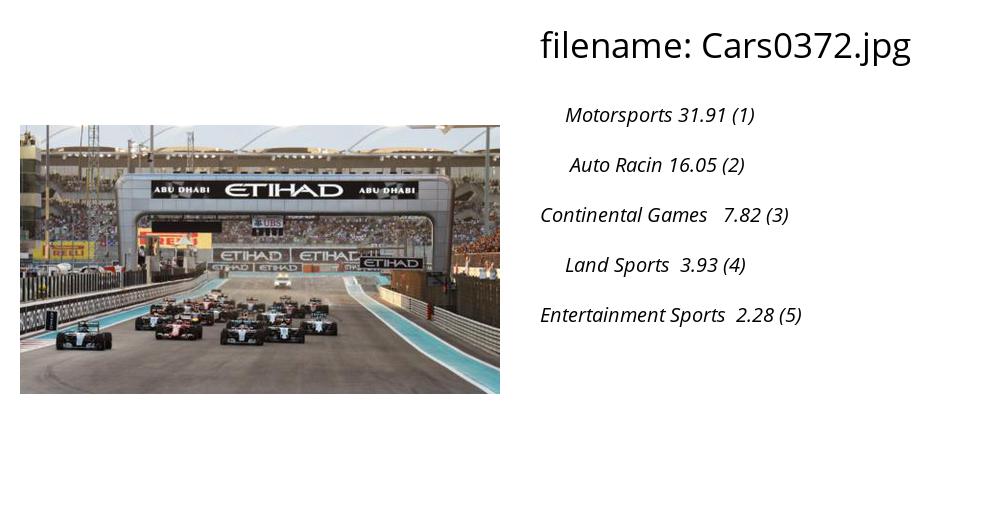 filename: Cars0372.jpg
Motorsports 31.91 (1)
Auto Racin 16.05 (2)
Continental Games 7.82 (3)
Land Sports 3.93 (4)
Entertainment Sports 2.28 (5)
ABU DHABI ETIHAD ABU DHABI
UBS
IRELLI
PIRELLI
ETIHAD ETIHAD
ETIHAD
ETIHAD ETIHAD